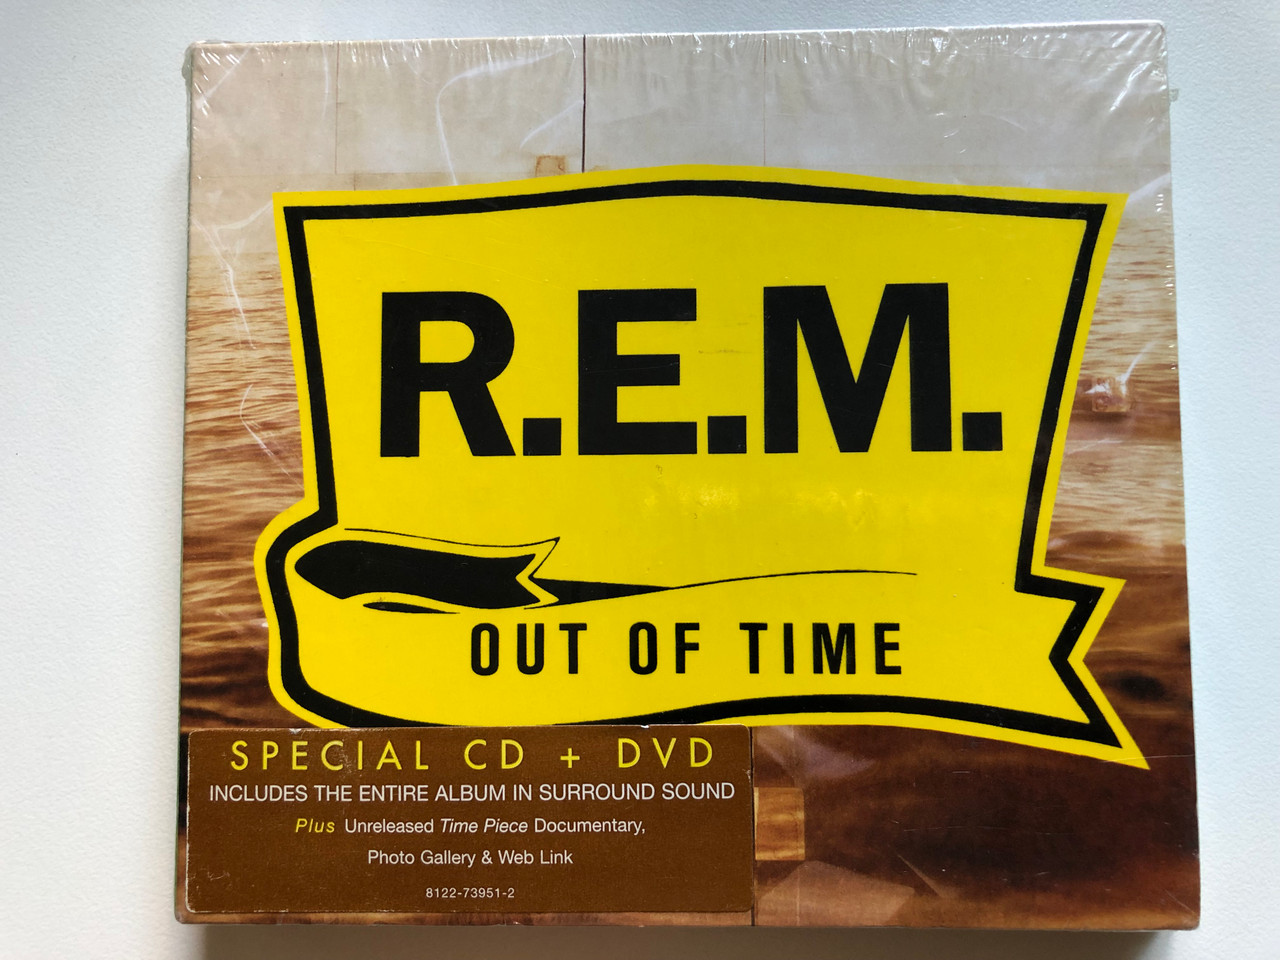 R.E.M.
OUT OF TIME
SPECIAL CD + DVD
INCLUDES THE ENTIRE ALBUM IN SURROUND SOUND
Plus Unreleased Time Piece Documentary,
Photo Gallery & Web Link
8122-73951-2